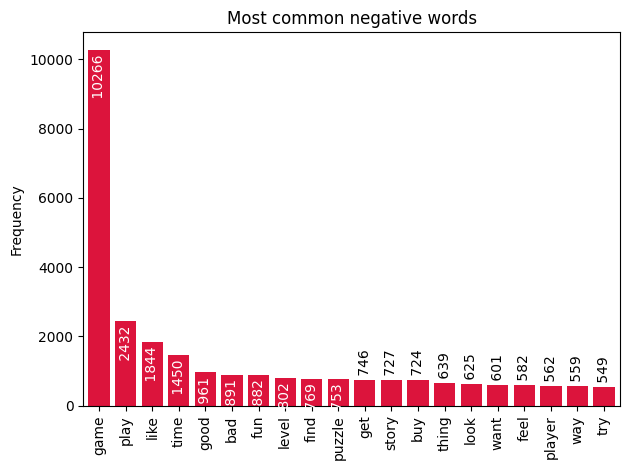 Most common negative words
Frequency
10000
8000
6000
4000
2000
0
10266
2432
1844
1450
961
891
882
802
769
753
746
727
724
639
625
601
582
562
559
549
game
play
like
time
good
bad
fun
level
find
puzzle
get
story
buy
thing
look
want
feel
player
way
try